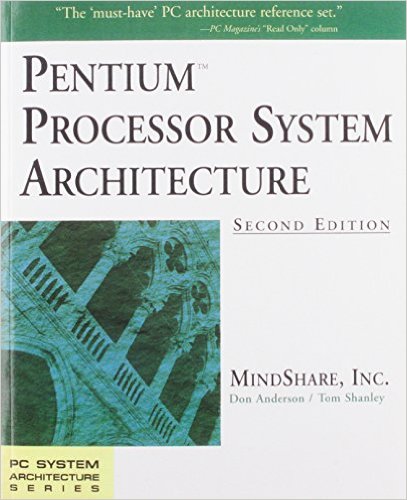 "The 'must-have' PC architecture reference set."
—PC Magazine's "Read Only" column
PENTIUM™
PROCESSOR SYSTEM
ARCHITECTURE
SECOND EDITION
MINDSHARE, INC.
Don Anderson / Tom Shanley
PC SYSTEM
ARCHITECTURE
SERIES